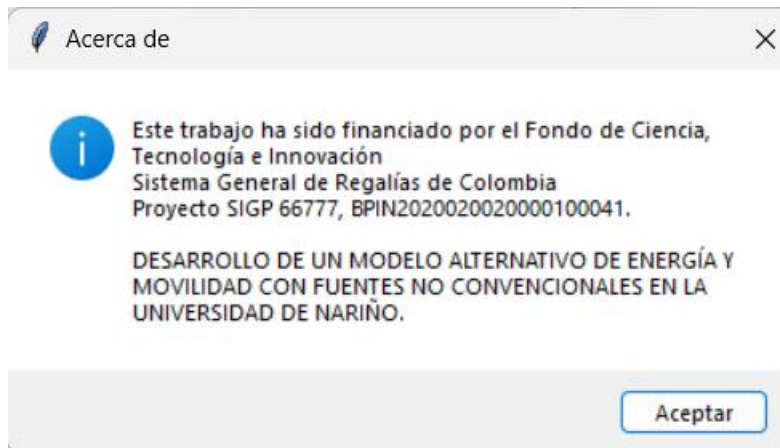 Acerca de
Este trabajo ha sido financiado por el Fondo de Ciencia,
Tecnología e Innovación
Sistema General de Regalías de Colombia
Proyecto SIGP 66777, BPIN2020020020000100041.
DESARROLLO DE UN MODELO ALTERNATIVO DE ENERGÍA Y
MOVILIDAD CON FUENTES NO CONVENCIONALES EN LA
UNIVERSIDAD DE NARIÑO.
Aceptar